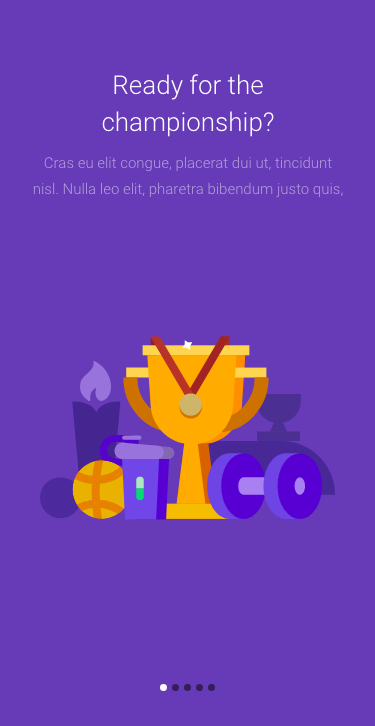 Ready for the
championship?
Cras eu elit congue, placerat dui ut, tincidunt
nisl. Nulla leo elit, pharetra bibendum justo quis,